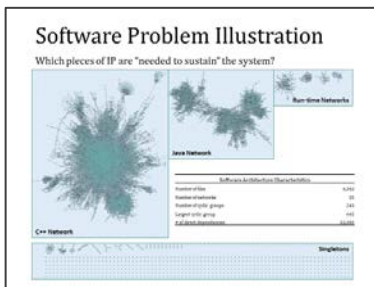 Software Problem Illustration
Which pieces of IP are "needed to sustain" the system?
Run-time Networks
Java Network
Software Architecture Characteristics
Number of files
Number of networks
Number of cyclic groups
Largest cyclic group
# of direct dependencies
C++ Network
Singletons